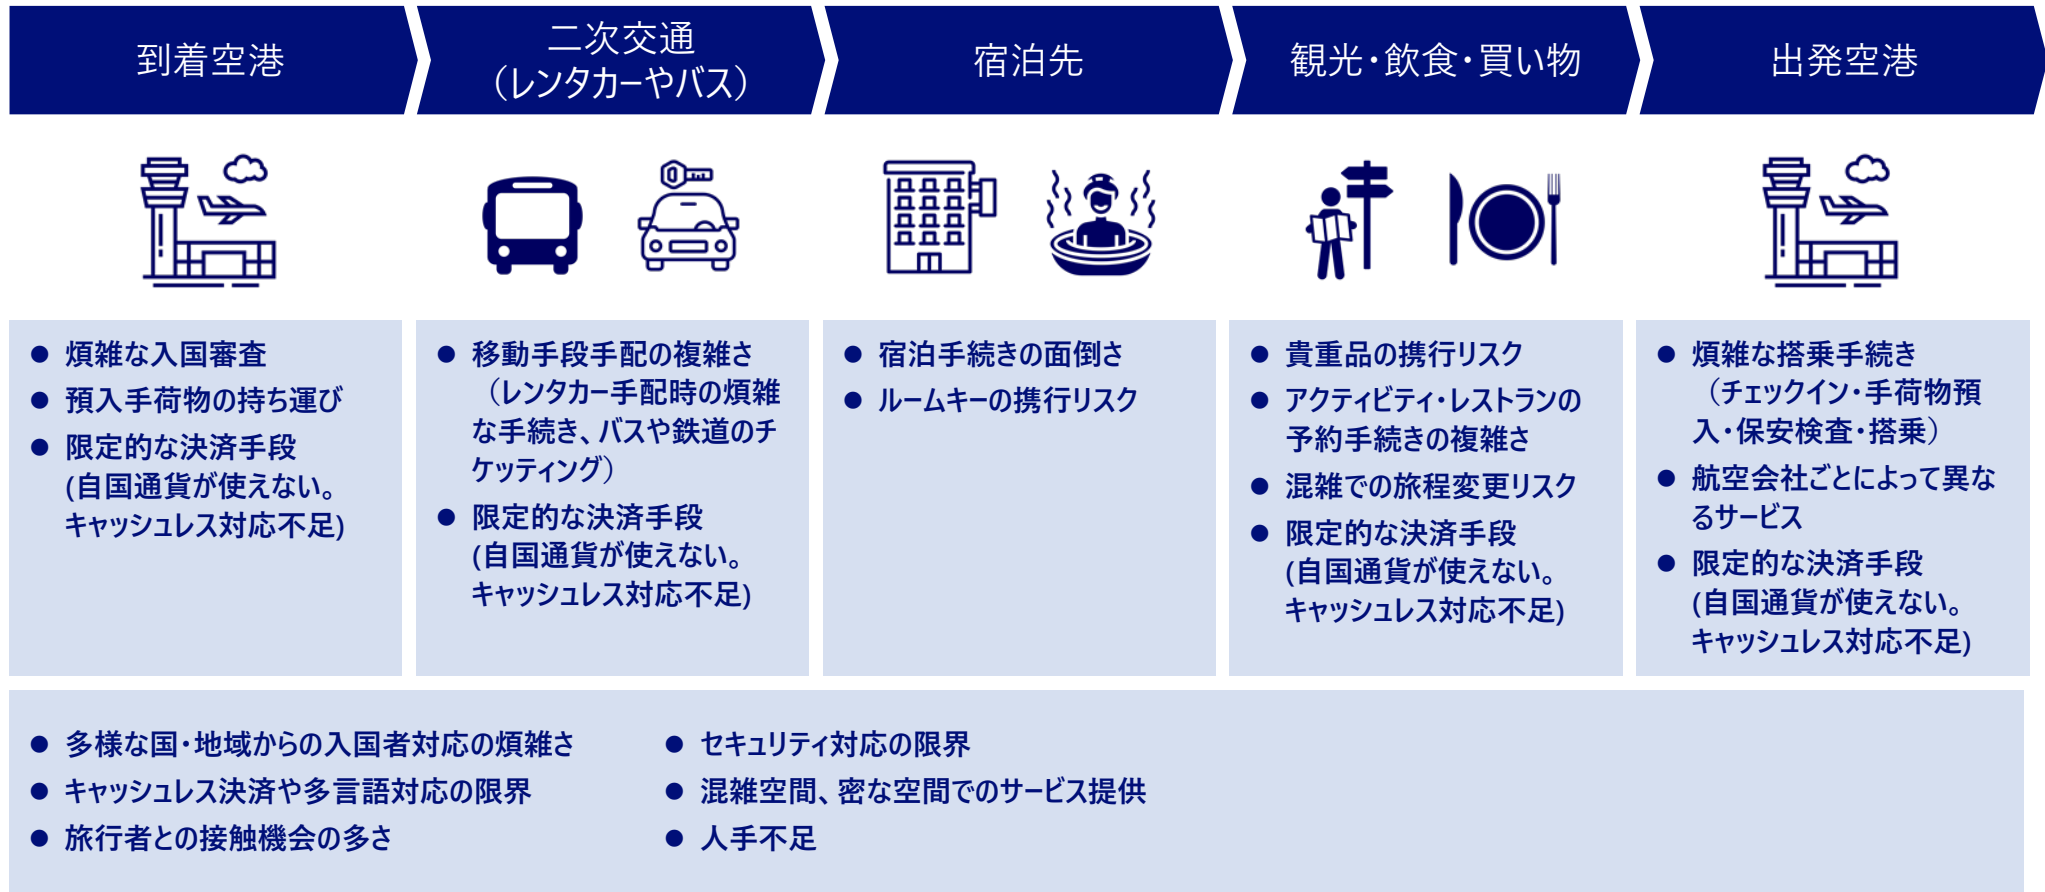 到着空港
二次交通
（レンタカーやバス）
宿泊先
観光・飲食・買い物
出発空港
● 煩雑な入国審査
● 預入手荷物の持ち運び
● 限定的な決済手段
(自国通貨が使えない。
キャッシュレス対応不足)
● 移動手段手配の複雑さ
（レンタカー手配時の煩雑
な手続き、バスや鉄道のチ
ケッティング）
● 限定的な決済手段
(自国通貨が使えない。
キャッシュレス対応不足)
● 宿泊手続きの面倒さ
● ルームキーの携行リスク
● 貴重品の携行リスク
● アクティビティ・レストランの
予約手続きの複雑さ
● 混雑での旅程変更リスク
● 限定的な決済手段
(自国通貨が使えない。
キャッシュレス対応不足)
● 煩雑な搭乗手続き
（チェックイン・手荷物預
入・保安検査・搭乗）
● 航空会社ごとによって異な
るサービス
● 限定的な決済手段
(自国通貨が使えない。
キャッシュレス対応不足)
● 多様な国・地域からの入国者対応の煩雑さ
● キャッシュレス決済や多言語対応の限界
● 旅行者との接触機会の多さ
● セキュリティ対応の限界
● 混雑空間、密な空間でのサービス提供
● 人手不足